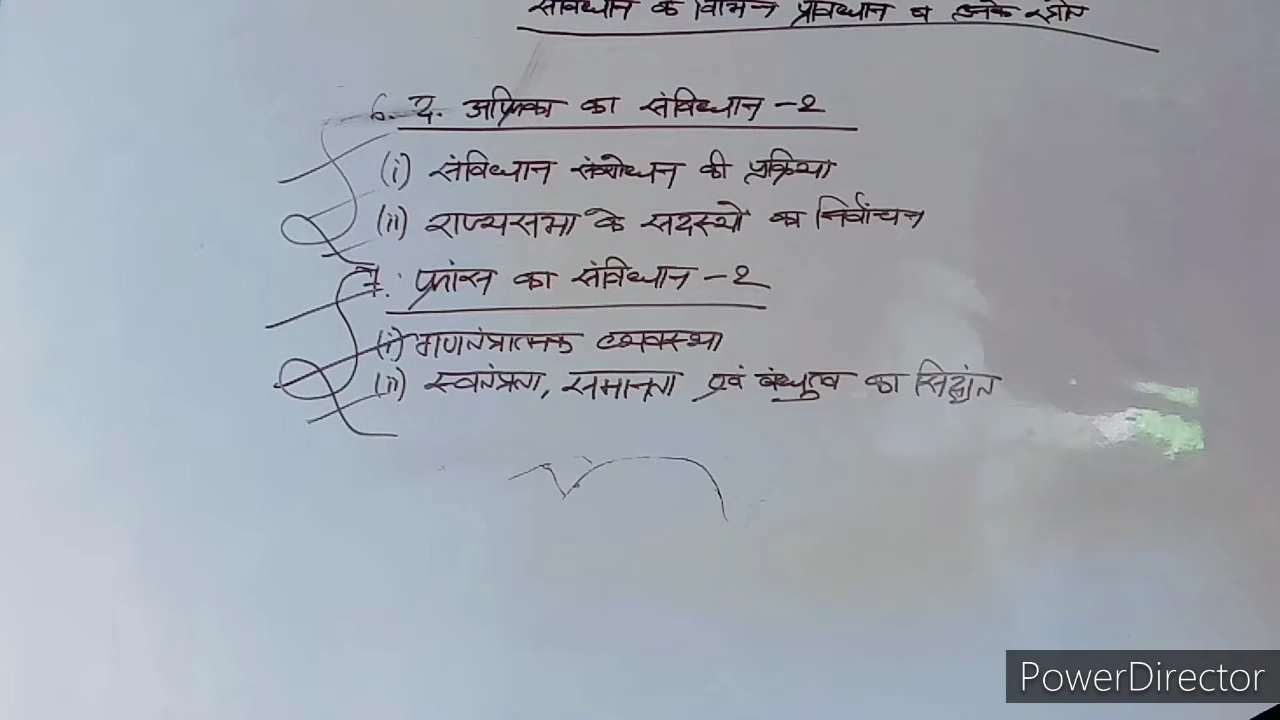 संविधान के विभिन्न प्रावधान व उनके स्रोत
6. द. अफ्रिका का संविधान -2
(i) संविधान संशोधन की प्रक्रिया
(ii) राज्यसभा के सदस्यों का निर्वाचन
7. फ्रांस का संविधान -2
(i) गणतंत्रात्मक व्यवस्था
(ii) स्वतंत्रता, समानता एवं बंधुत्व का सिद्धांत
PowerDirector